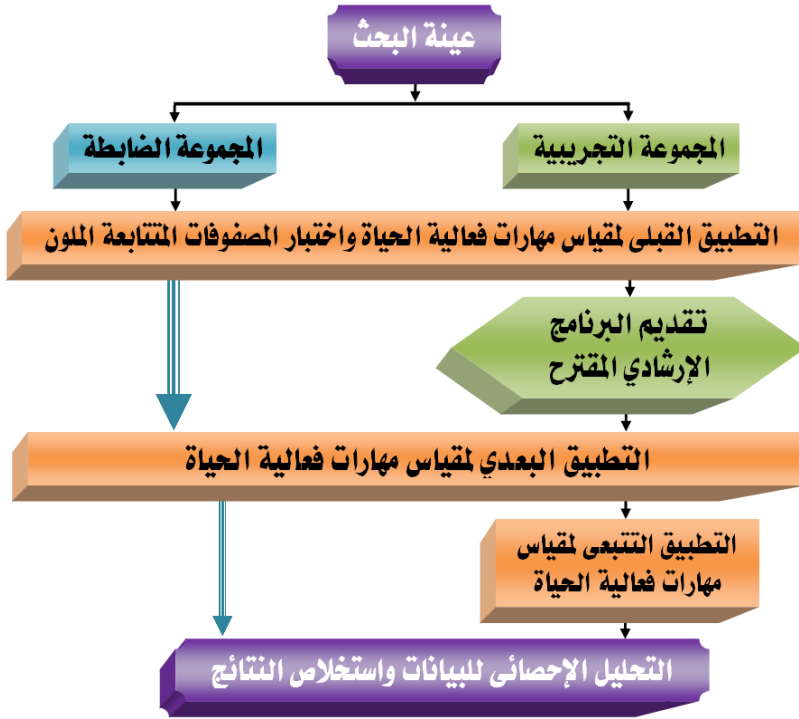 عينة البحث
المجموعة التجريبية
المجموعة الضابطة
التطبيق القبلى لمقياس مهارات فعالية الحياة واختبار المصفوفات المتتابعة الملون
تقديم البرنامج
الإرشادي المقترح
التطبيق البعدي لمقياس مهارات فعالية الحياة
التطبيق التتبعى لمقياس
مهارات فعالية الحياة
التحليل الإحصائى للبيانات واستخلاص النتائج